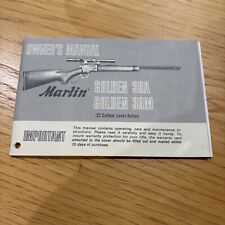 OWNER'S MANUAL
Marlin
GOLDEN 39A
GOLDEN 39M
.22 Caliber Lever-Action
IMPORTANT
This manual contains operating, care and maintenance in-
structions. Please read it carefully and keep it handy. To
insure our records for your rifle, the warranty card
attached to the cover should be filled out and mailed within
10 days of purchase.